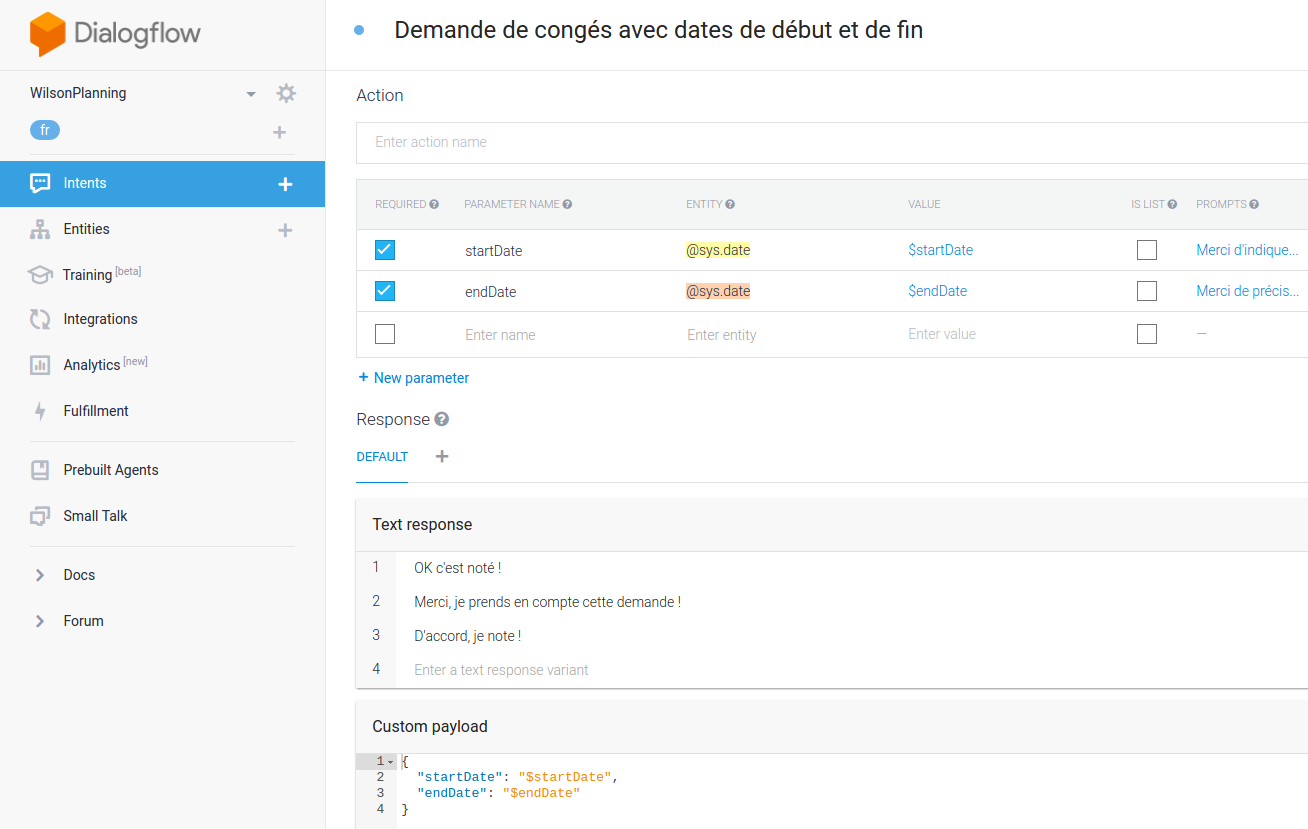 Dialogflow
WilsonPlanning
fr
Intents
Entities
Training [beta]
Integrations
Analytics [new]
Fulfillment
Prebuilt Agents
Small Talk
Docs
Forum
Demande de congés avec dates de début et de fin
Action
Enter action name
REQUIRED PARAMETER NAME ENTITY VALUE IS LIST PROMPTS
startDate @sys.date $startDate Merci d'indique...
endDate @sys.date $endDate Merci de précis...
Enter name Enter entity Enter value –
+ New parameter
Response
DEFAULT +
Text response
1 OK c'est noté !
2 Merci, je prends en compte cette demande !
3 D'accord, je note !
4 Enter a text response variant
Custom payload
1 {
2 "startDate": "$startDate",
3 "endDate": "$endDate"
4 }